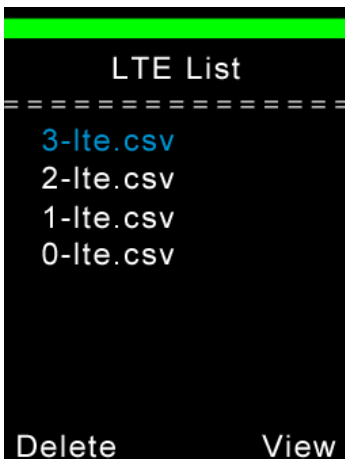 LTE List
================
3-lte.csv
2-lte.csv
1-lte.csv
0-lte.csv
Delete View